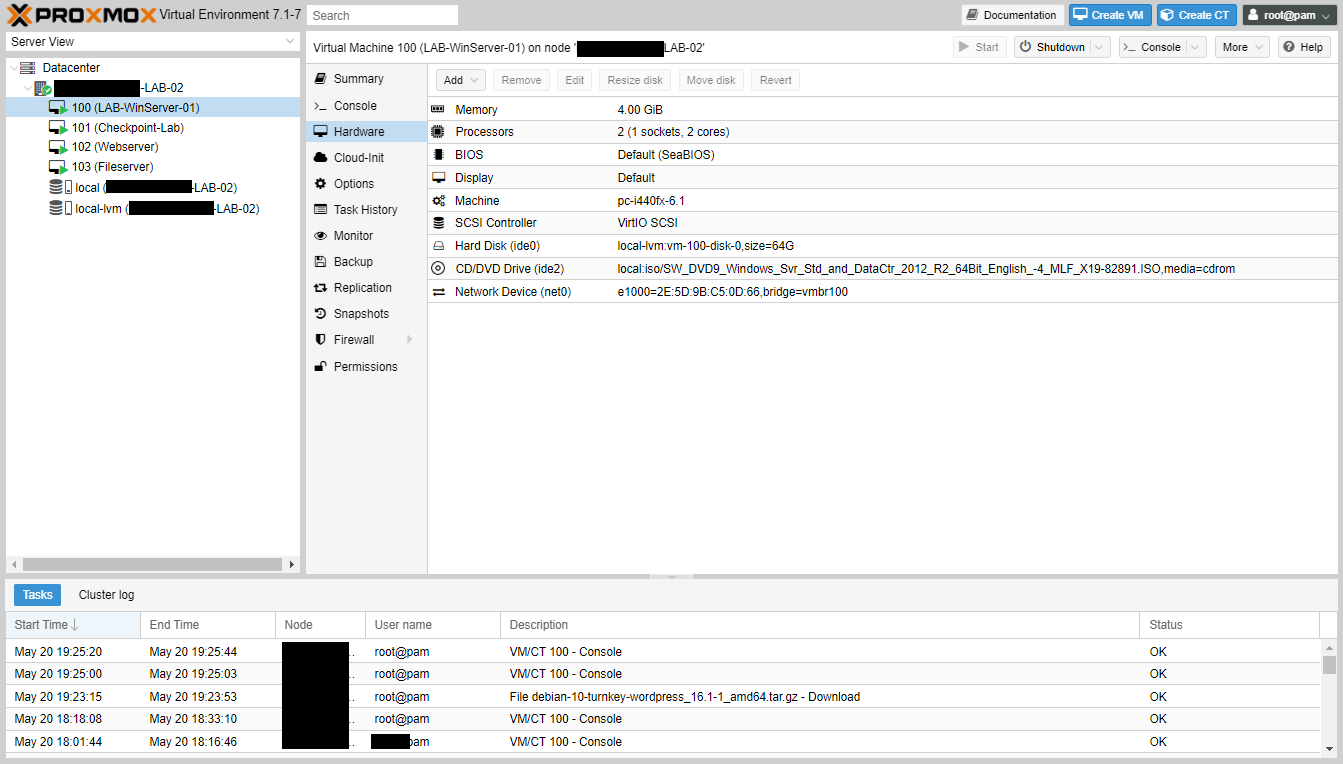 PROXMOX Virtual Environment 7.1-7 Search Documentation Create VM Create CT root@pam
Server View
Virtual Machine 100 (LAB-WinServer-01) on node ' LAB-02' Start Shutdown Console More Help
Datacenter
-LAB-02
100 (LAB-WinServer-01)
101 (Checkpoint-Lab)
102 (Webserver)
103 (Fileserver)
local ( -LAB-02)
local-lvm ( -LAB-02)
Summary
Console
Hardware
Cloud-Init
Options
Task History
Monitor
Backup
Replication
Snapshots
Firewall
Permissions
Add Remove Edit Resize disk Move disk Revert
Memory 4.00 GiB
Processors 2 (1 sockets, 2 cores)
BIOS Default (SeaBIOS)
Display Default
Machine pc-i440fx-6.1
SCSI Controller VirtIO SCSI
Hard Disk (ide0) local-lvm:vm-100-disk-0,size=64G
CD/DVD Drive (ide2) local:iso/SW_DVD9_Windows_Svr_Std_and_DataCtr_2012_R2_64Bit_English_-4_MLF_X19-82891.ISO,media=cdrom
Network Device (net0) e1000=2E:5D:9B:C5:0D:66,bridge=vmbr100
Tasks Cluster log
Start Time End Time Node User name Description Status
May 20 19:25:20 May 20 19:25:44 .. root@pam VM/CT 100 - Console OK
May 20 19:25:00 May 20 19:25:03 .. root@pam VM/CT 100 - Console OK
May 20 19:23:15 May 20 19:23:53 .. root@pam File debian-10-turnkey-wordpress_16.1-1_amd64.tar.gz - Download OK
May 20 18:18:08 May 20 18:33:10 .. root@pam VM/CT 100 - Console OK
May 20 18:01:44 May 20 18:16:46 .. pam VM/CT 100 - Console OK